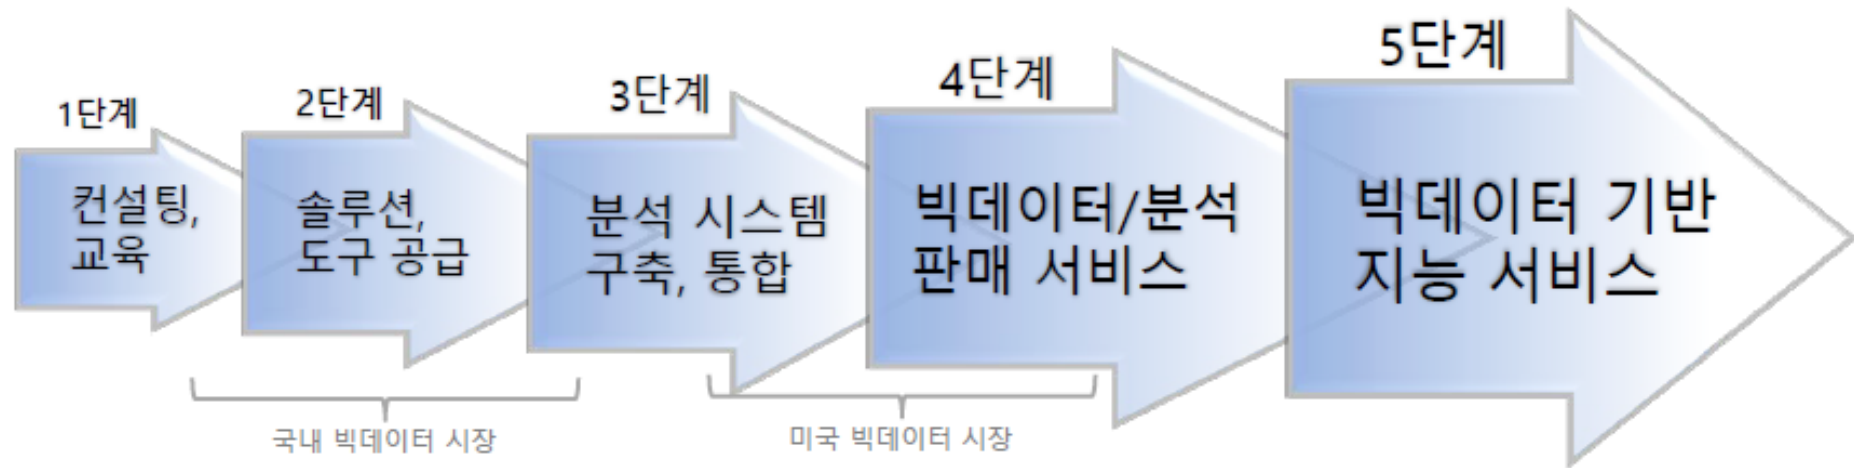 1단계
컨설팅,
교육
2단계
솔루션,
도구 공급
3단계
분석 시스템
구축, 통합
4단계
빅데이터/분석
판매 서비스
5단계
빅데이터 기반
지능 서비스
국내 빅데이터 시장
미국 빅데이터 시장